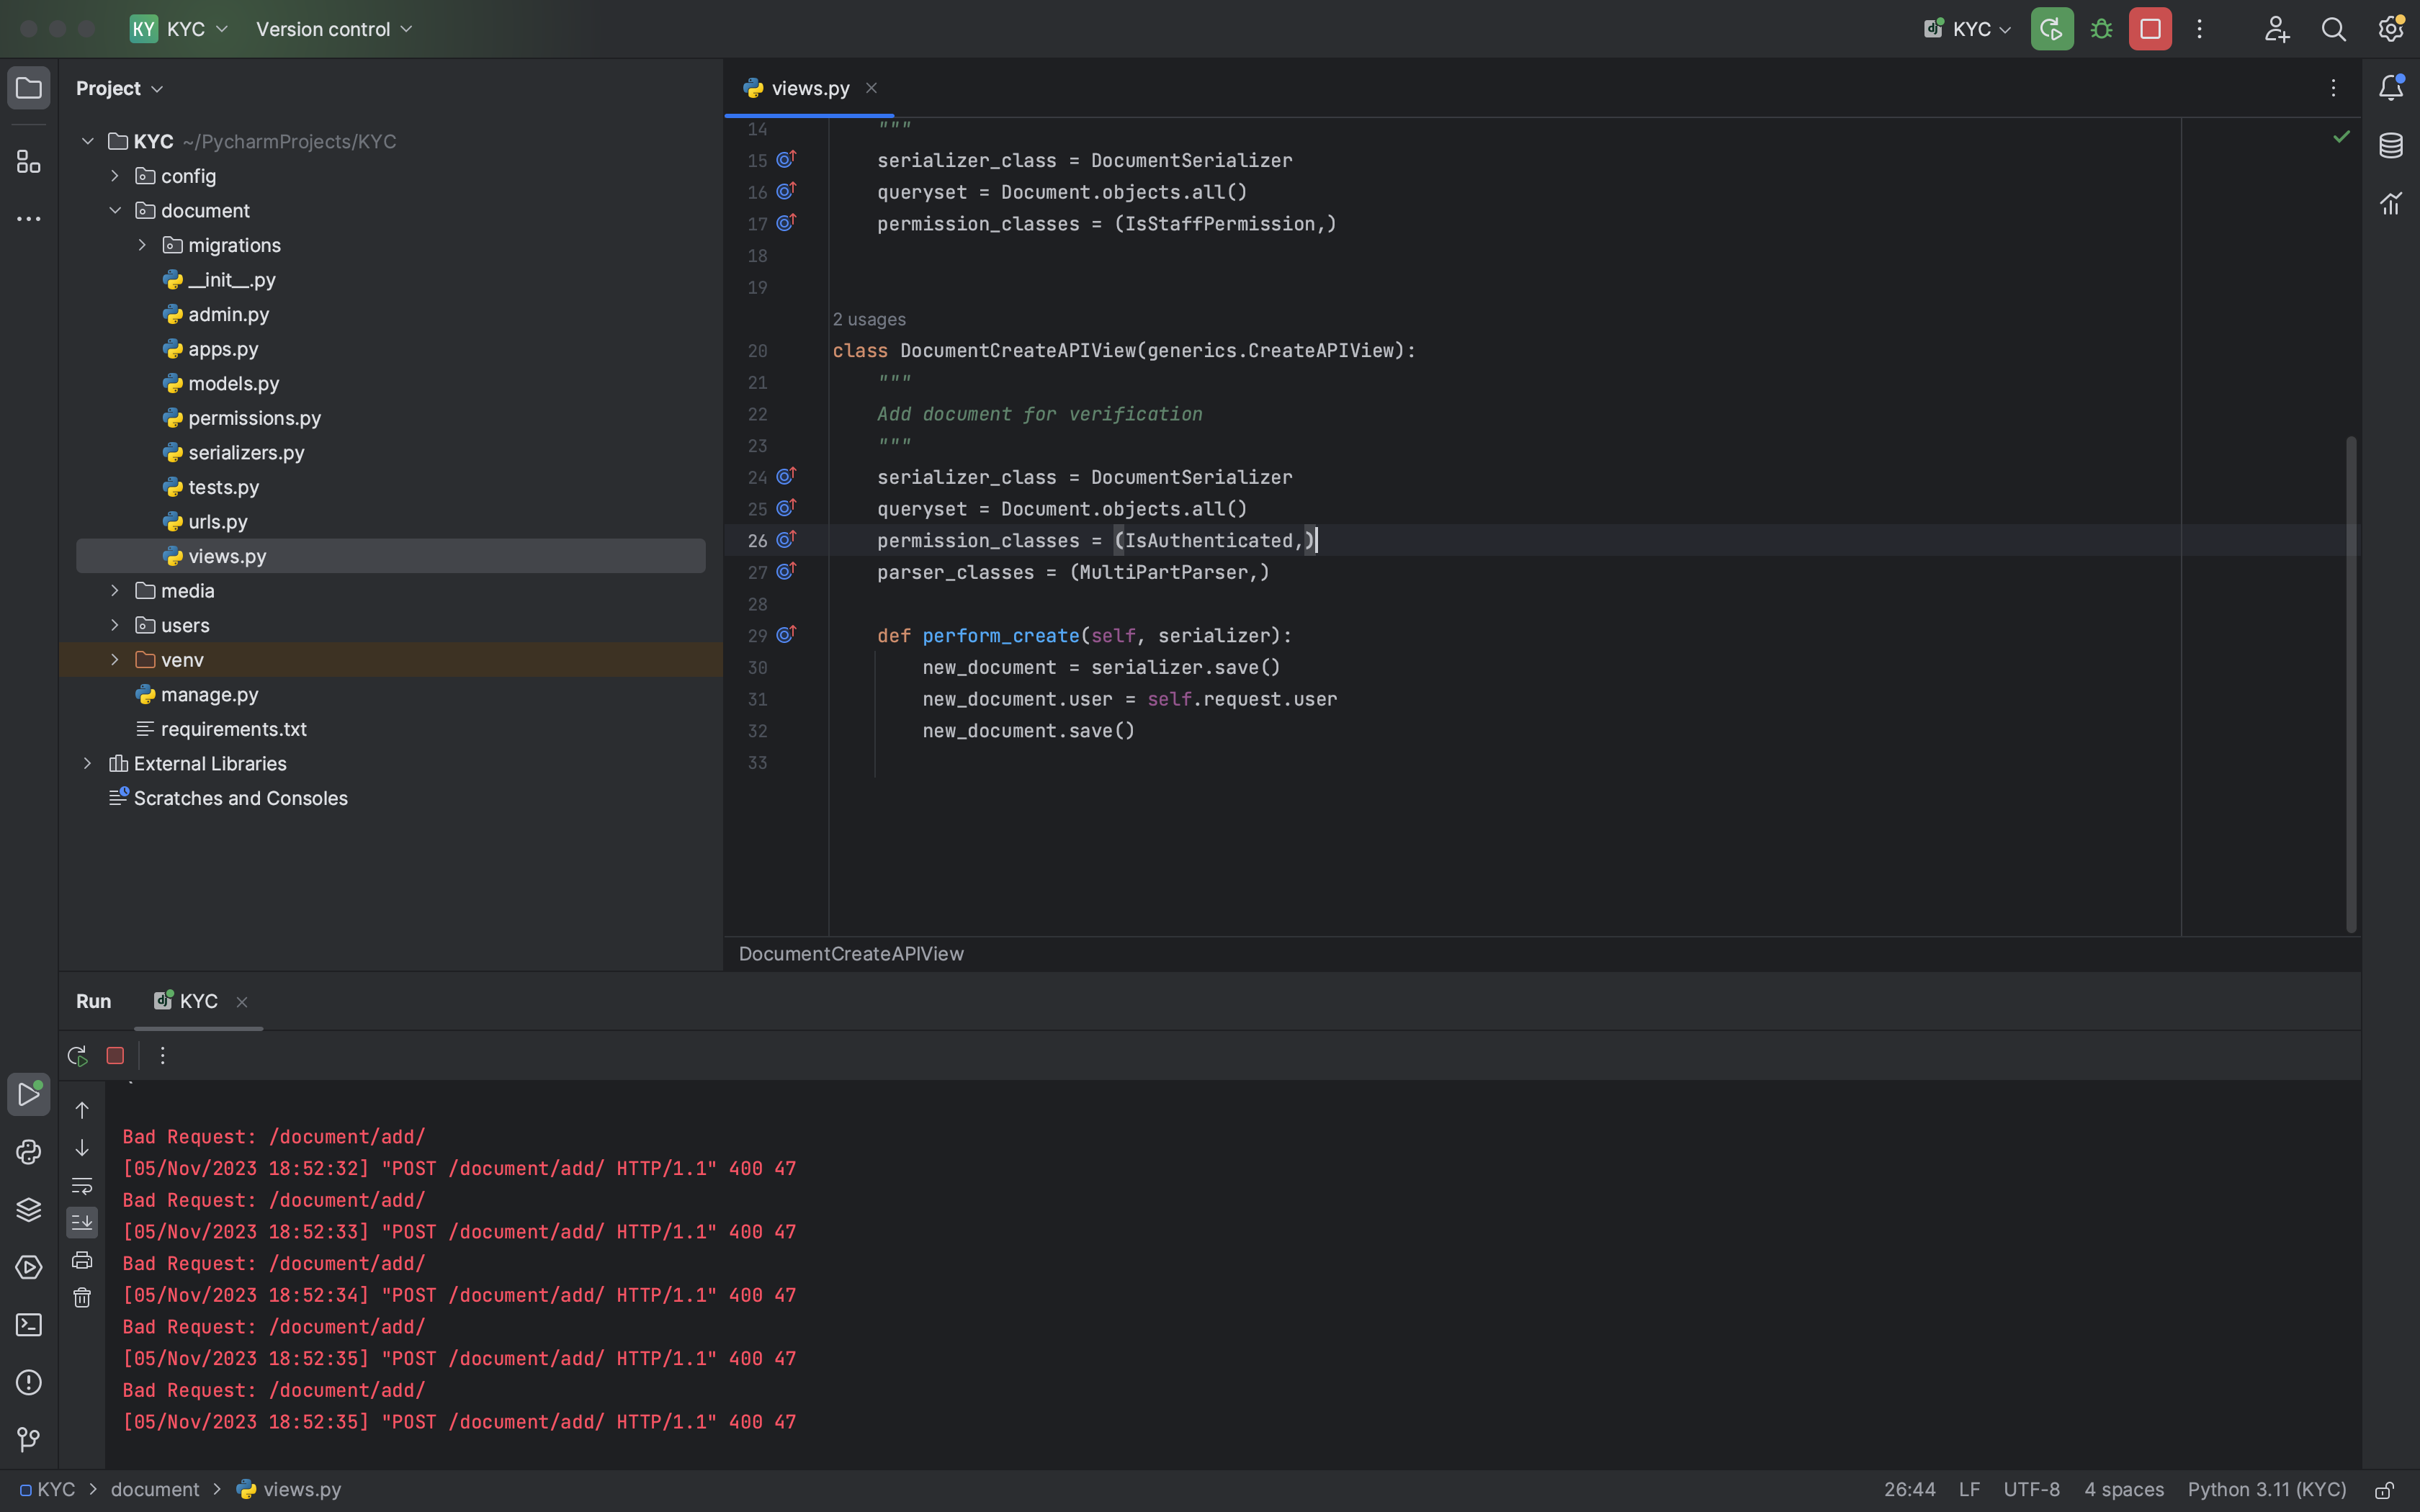 KY KYC Version control KYC
Project
KYC ~/PycharmProjects/KYC
config
document
migrations
__init__.py
admin.py
apps.py
models.py
permissions.py
serializers.py
tests.py
urls.py
views.py
media
users
venv
manage.py
requirements.txt
External Libraries
Scratches and Consoles
views.py
14 """
15 serializer_class = DocumentSerializer
16 queryset = Document.objects.all()
17 permission_classes = (IsStaffPermission,)
18
19
2 usages
20 class DocumentCreateAPIView(generics.CreateAPIView):
21 """
22 Add document for verification
23 """
24 serializer_class = DocumentSerializer
25 queryset = Document.objects.all()
26 permission_classes = (IsAuthenticated,)
27 parser_classes = (MultiPartParser,)
28
29 def perform_create(self, serializer):
30 new_document = serializer.save()
31 new_document.user = self.request.user
32 new_document.save()
33
DocumentCreateAPIView
Run KYC
Bad Request: /document/add/
[05/Nov/2023 18:52:32] "POST /document/add/ HTTP/1.1" 400 47
Bad Request: /document/add/
[05/Nov/2023 18:52:33] "POST /document/add/ HTTP/1.1" 400 47
Bad Request: /document/add/
[05/Nov/2023 18:52:34] "POST /document/add/ HTTP/1.1" 400 47
Bad Request: /document/add/
[05/Nov/2023 18:52:35] "POST /document/add/ HTTP/1.1" 400 47
Bad Request: /document/add/
[05/Nov/2023 18:52:35] "POST /document/add/ HTTP/1.1" 400 47
KYC > document > views.py 26:44 LF UTF-8 4 spaces Python 3.11 (KYC)